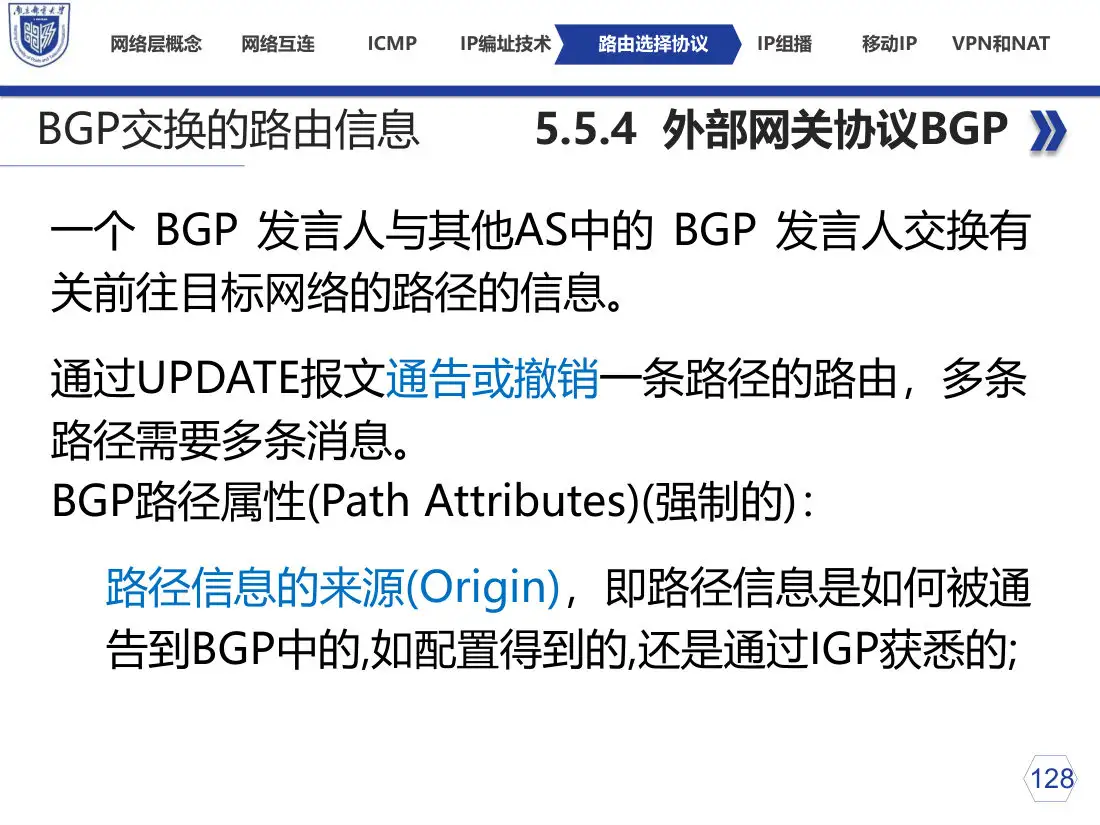 南京邮电大学
网络层概念 网络互连 ICMP IP编址技术 路由选择协议 IP组播 移动IP VPN和NAT
BGP交换的路由信息 5.5.4 外部网关协议BGP
一个 BGP 发言人与其他AS中的 BGP 发言人交换有
关前往目标网络的路径的信息。
通过UPDATE报文通告或撤销一条路径的路由，多条
路径需要多条消息。
BGP路径属性(Path Attributes)(强制的)：
路径信息的来源(Origin)，即路径信息是如何被通
告到BGP中的,如配置得到的,还是通过IGP获悉的;
128